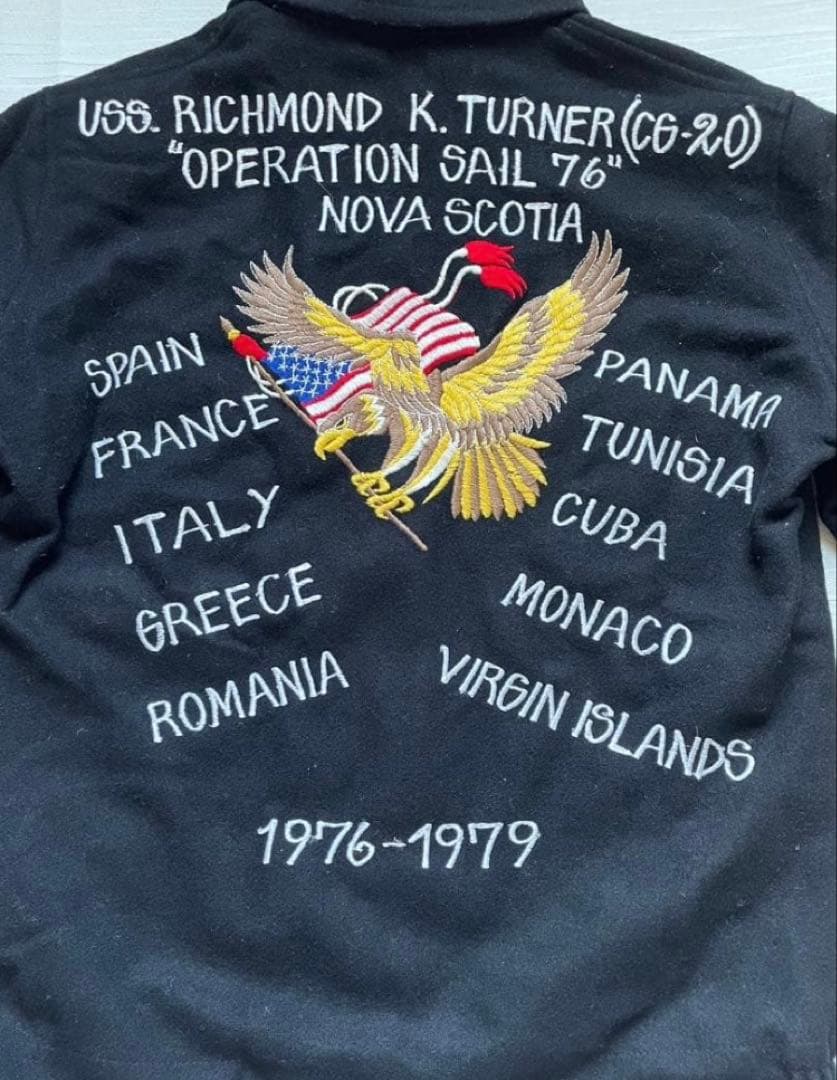 USS. RICHMOND K. TURNER (CG-20)
"OPERATION SAIL 76"
NOVA SCOTIA
SPAIN
FRANCE
ITALY
GREECE
ROMANIA
PANAMA
TUNISIA
CUBA
MONACO
VIRGIN ISLANDS
1976-1979